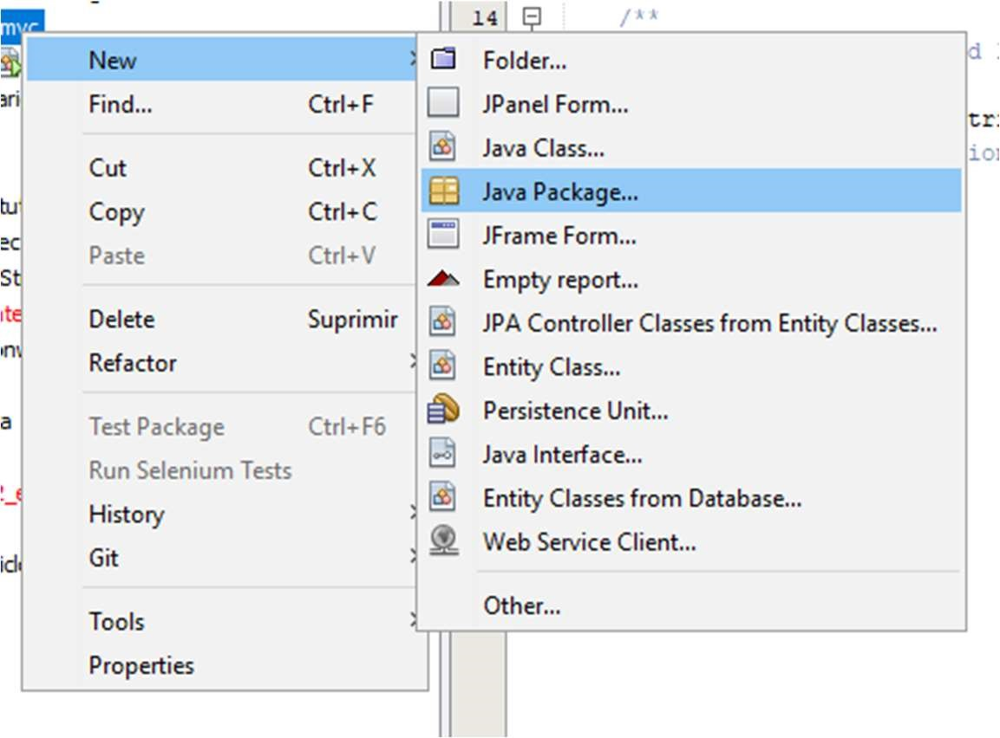 mvc
14
/**
New
Find... Ctrl+F
Cut Ctrl+X
Copy Ctrl+C
Paste Ctrl+V
Delete Suprimir
Refactor
Test Package Ctrl+F6
Run Selenium Tests
History
Git
Tools
Properties
Folder...
JPanel Form...
Java Class...
Java Package...
JFrame Form...
Empty report...
JPA Controller Classes from Entity Classes...
Entity Class...
Persistence Unit...
Java Interface...
Entity Classes from Database...
Web Service Client...
Other...